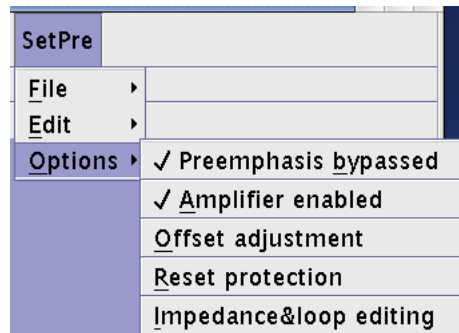 SetPre
File
Edit
Options
✓ Preemphasis bypassed
✓ Amplifier enabled
Offset adjustment
Reset protection
Impedance&loop editing